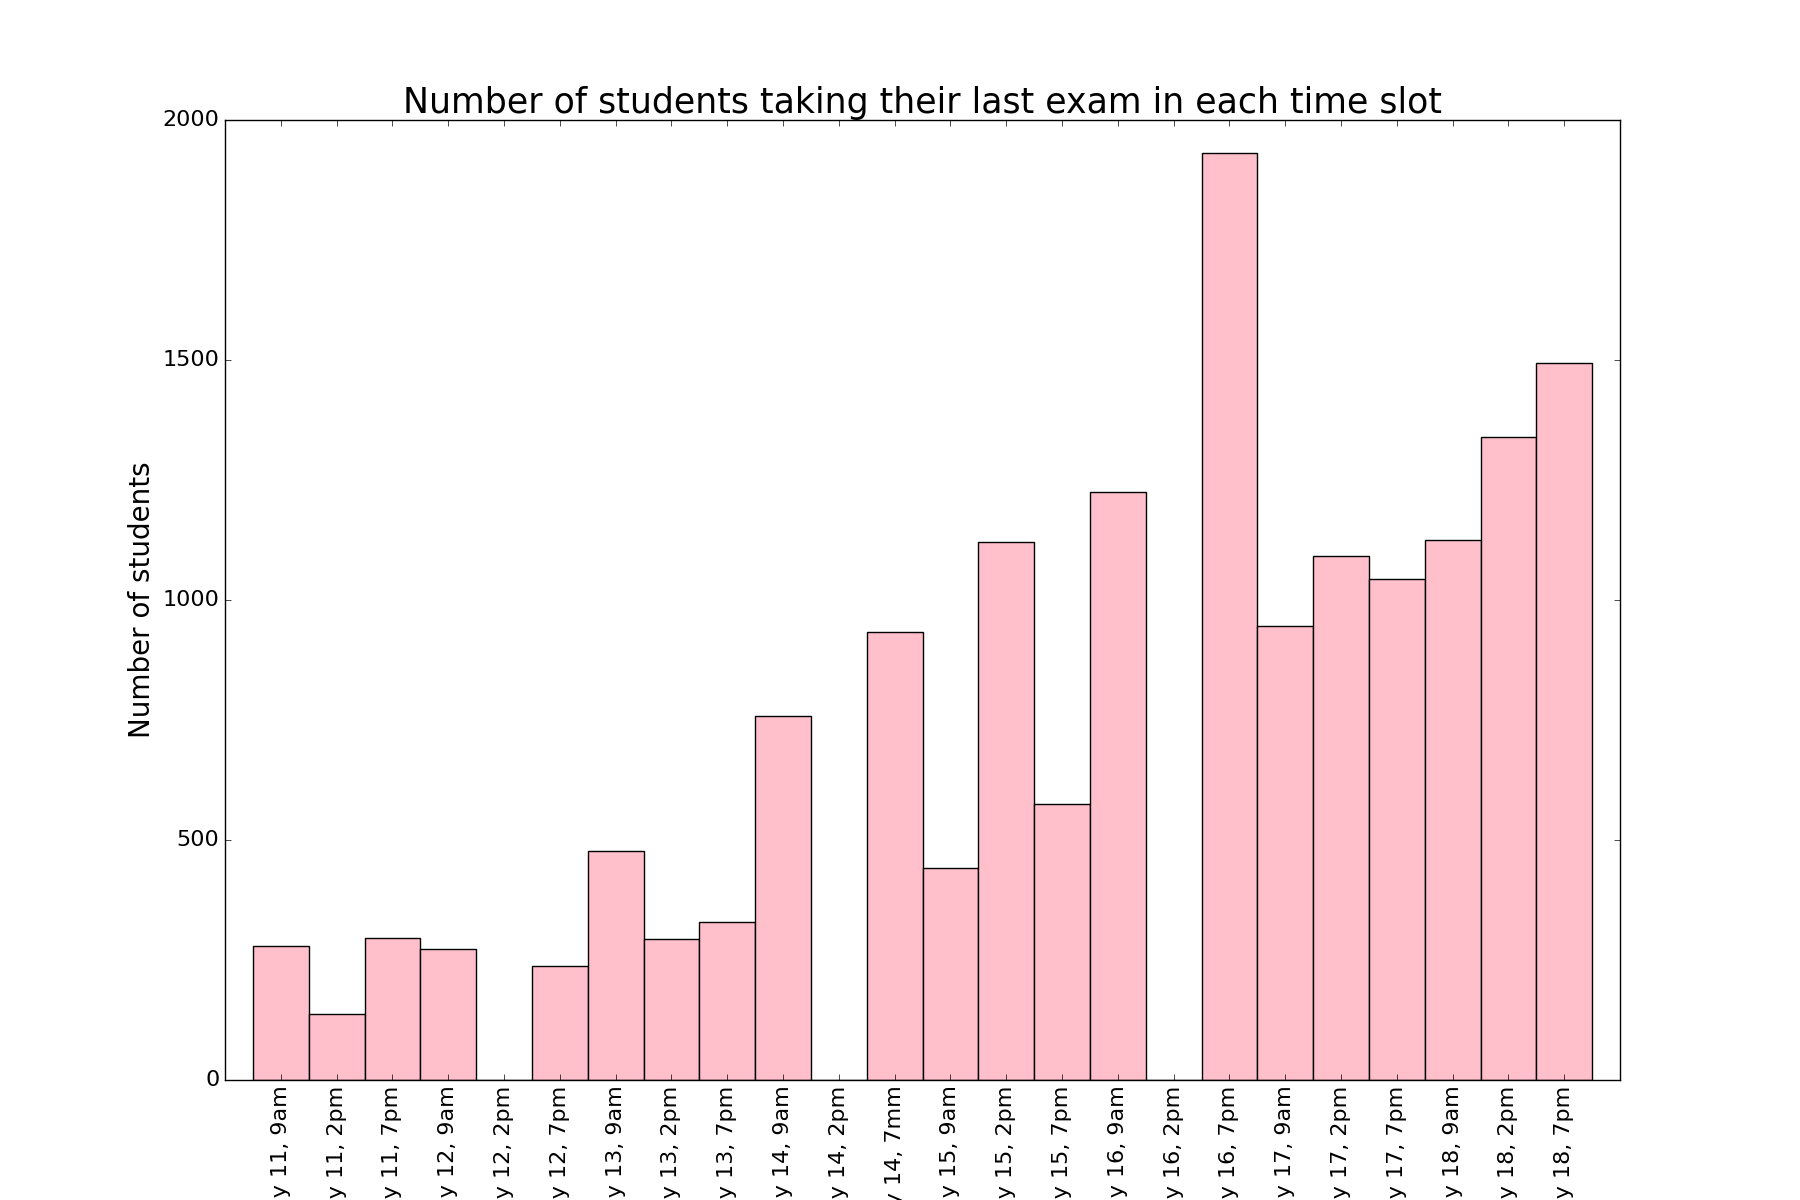 Number of students taking their last exam in each time slot
Number of students
2000
1500
1000
500
0
y 11, 9am
y 11, 2pm
y 11, 7pm
y 12, 9am
y 12, 2pm
y 12, 7pm
y 13, 9am
y 13, 2pm
y 13, 7pm
y 14, 9am
y 14, 2pm
y 14, 7mm
y 15, 9am
y 15, 2pm
y 15, 7pm
y 16, 9am
y 16, 2pm
y 16, 7pm
y 17, 9am
y 17, 2pm
y 17, 7pm
y 18, 9am
y 18, 2pm
y 18, 7pm